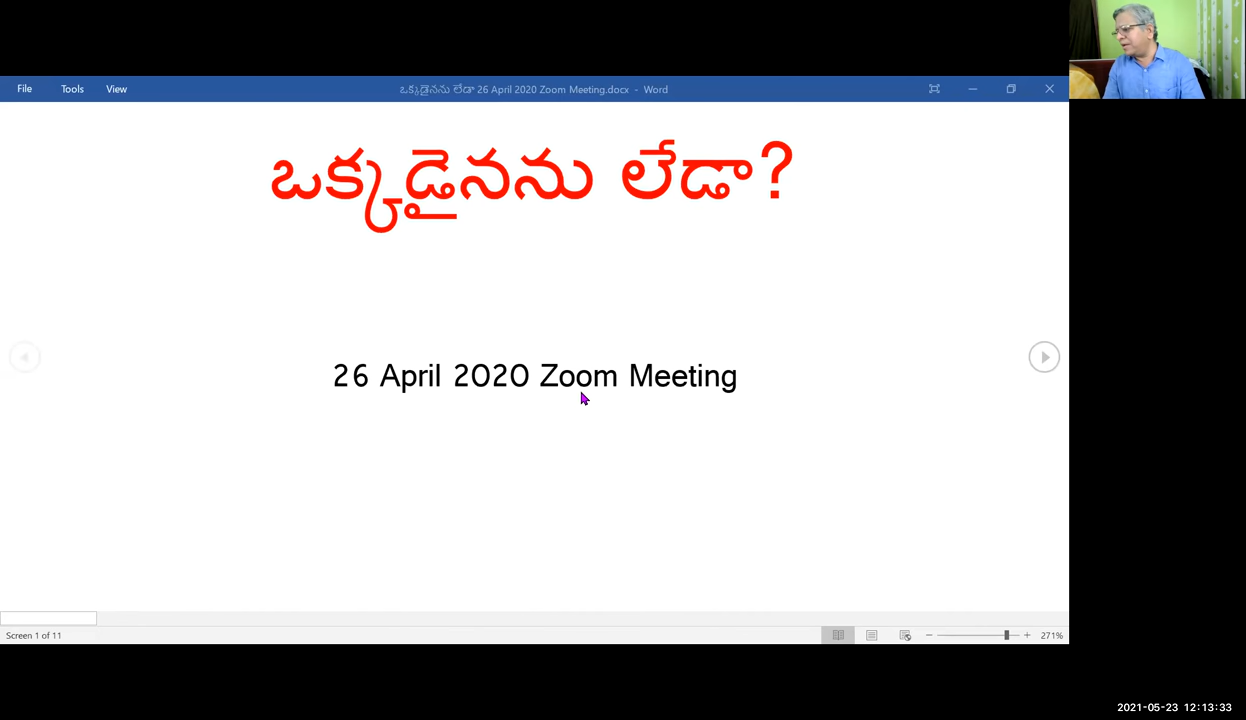 File Tools View ఒక్కడైనను లేడా 26 April 2020 Zoom Meeting.docx - Word
ఒక్కడైనను లేడా?
26 April 2020 Zoom Meeting
Screen 1 of 11 271%
2021-05-23 12:13:33